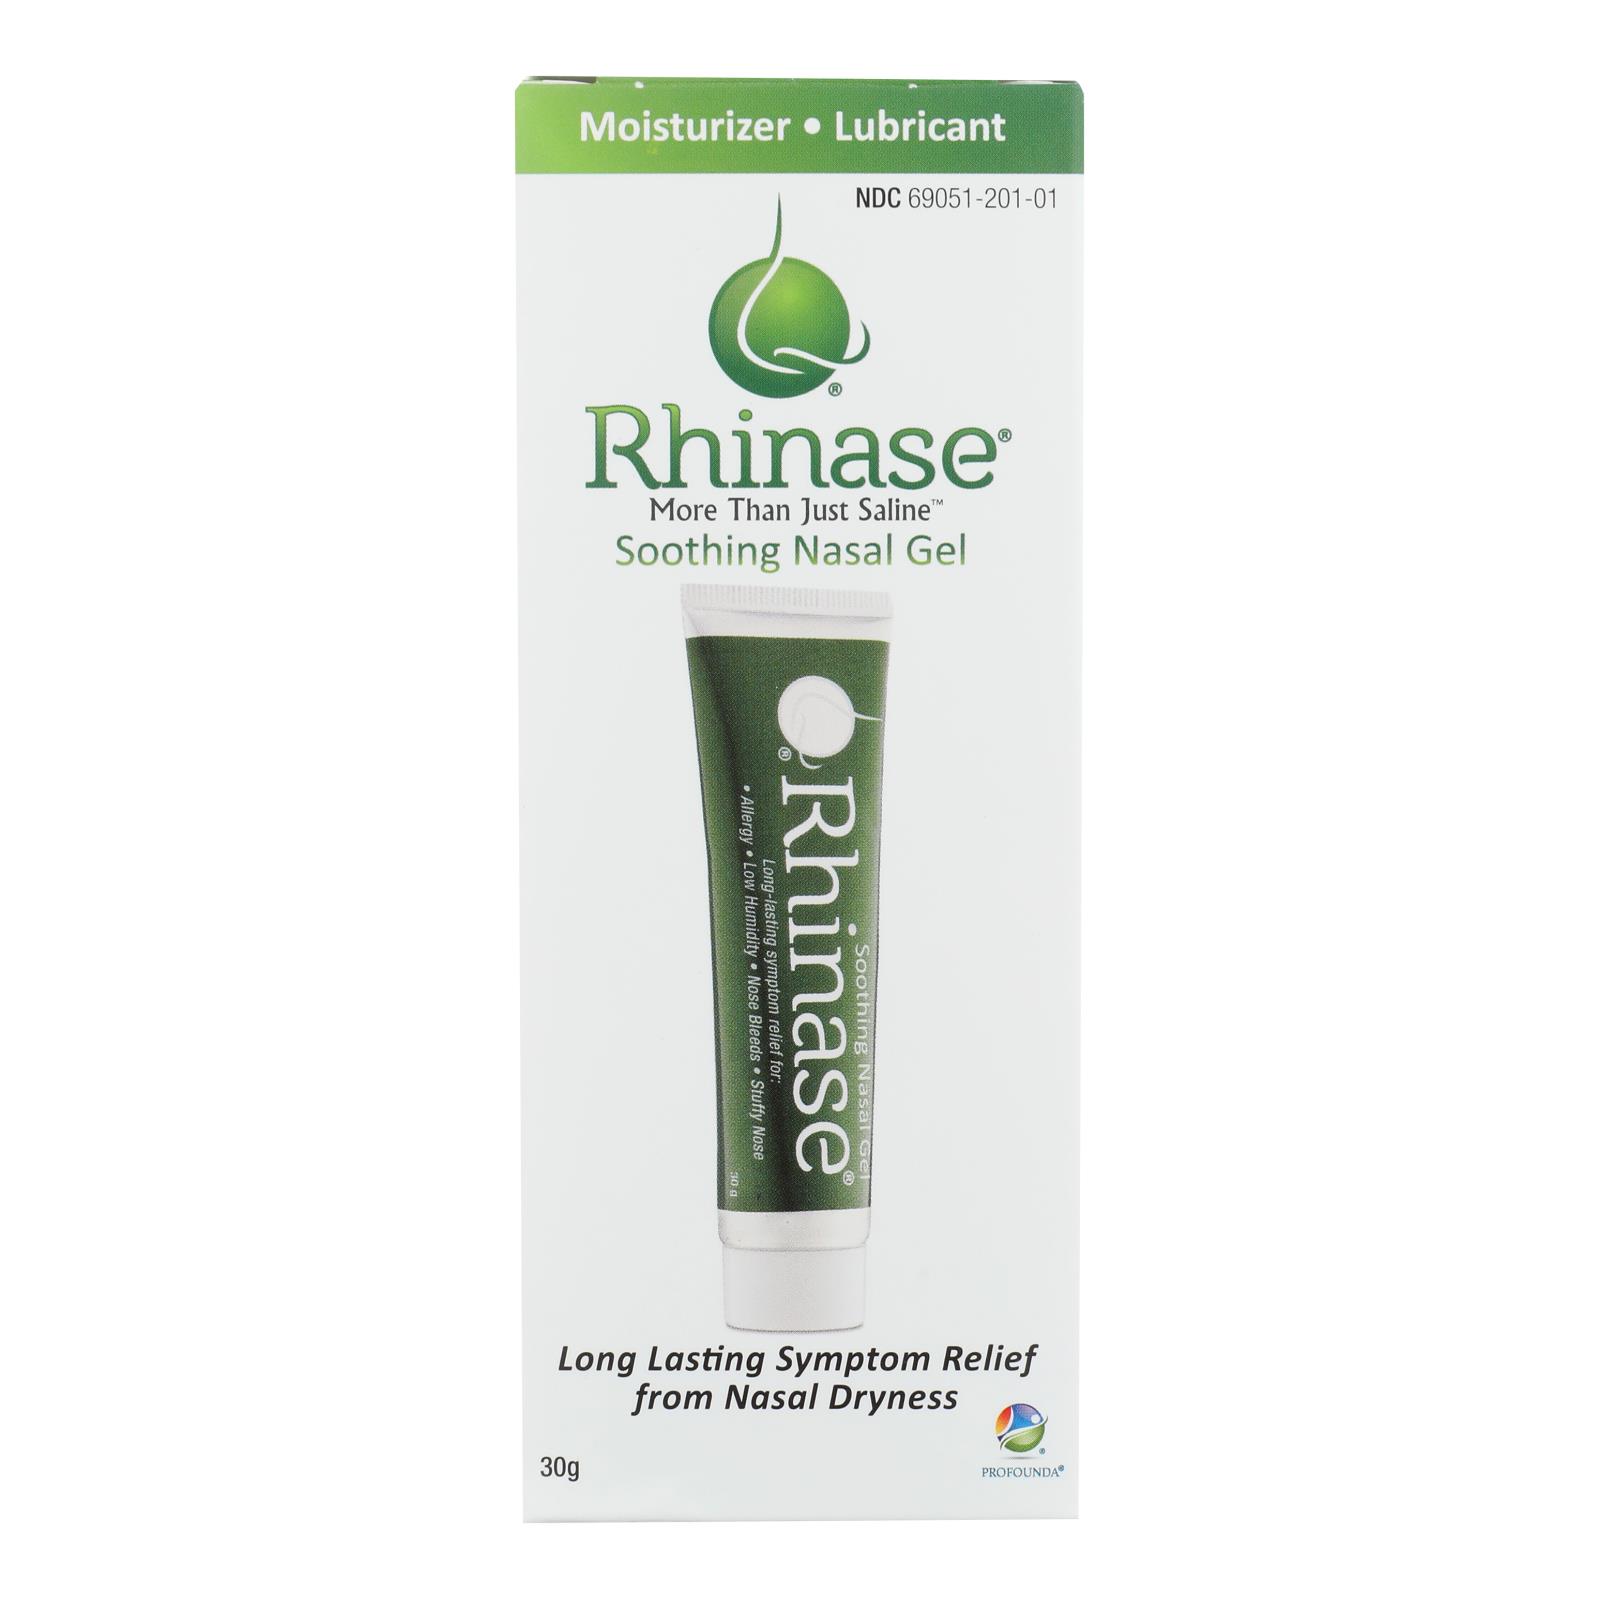 Moisturizer • Lubricant
NDC 69051-201-01
®
Rhinase®
More Than Just Saline™
Soothing Nasal Gel
Soothing Nasal Gel
®
Rhinase®
Long-lasting symptom relief for:
• Allergy • Low Humidity • Nose Bleeds • Stuffy Nose
30 g
Long Lasting Symptom Relief
from Nasal Dryness
30g
®
PROFOUNDA®